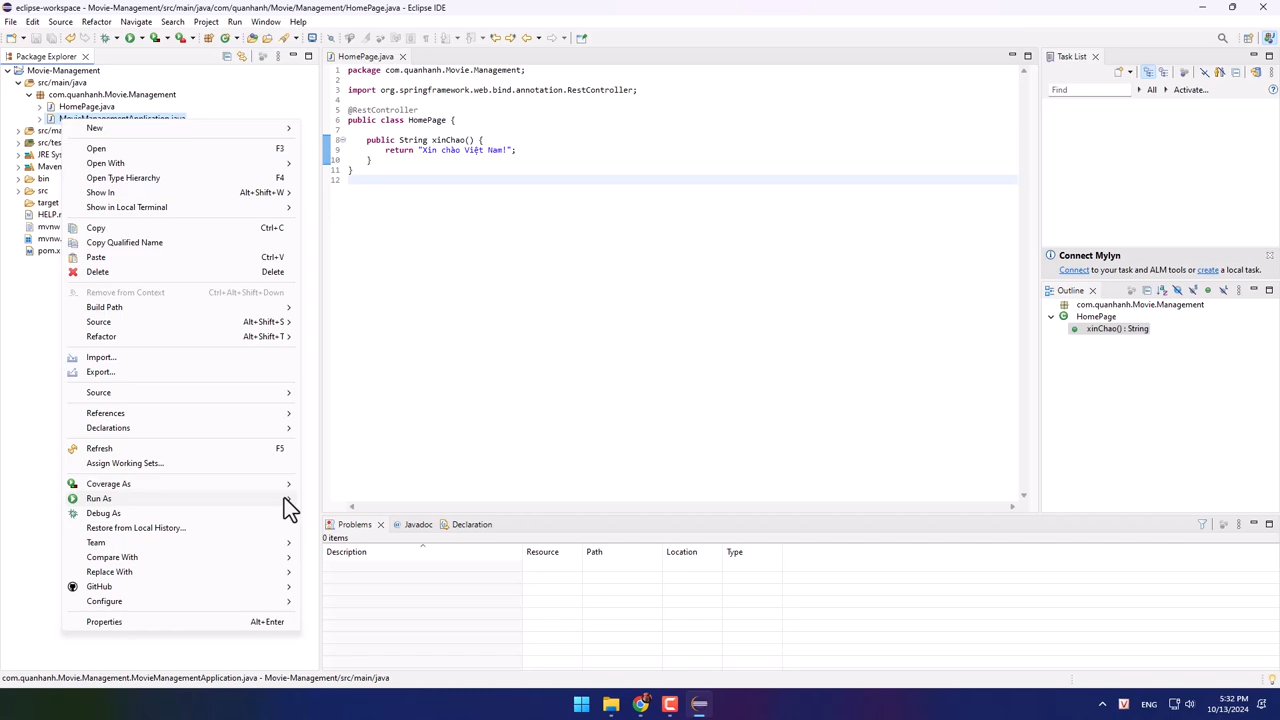 eclipse-workspace - Movie-Management/src/main/java/com/quanhanh/Movie/Management/HomePage.java - Eclipse IDE
File Edit Source Refactor Navigate Search Project Run Window Help
Package Explorer
Movie-Management
src/main/java
com.quanhanh.Movie.Management
HomePage.java
MovieManagementApplication.java
src/ma
src/tes
JRE Sys
Maven
bin
src
target
HELP.r
mvnw
mvnw.
pom.x
New
Open F3
Open With
Open Type Hierarchy F4
Show In Alt+Shift+W
Show in Local Terminal
Copy Ctrl+C
Copy Qualified Name
Paste Ctrl+V
Delete Delete
Remove from Context Ctrl+Alt+Shift+Down
Build Path
Source Alt+Shift+S
Refactor Alt+Shift+T
Import...
Export...
Source
References
Declarations
Refresh F5
Assign Working Sets...
Coverage As
Run As
Debug As
Restore from Local History...
Team
Compare With
Replace With
GitHub
Configure
Properties Alt+Enter
HomePage.java
1 package com.quanhanh.Movie.Management;
2
3 import org.springframework.web.bind.annotation.RestController;
4
5 @RestController
6 public class HomePage {
7
8 public String xinChao() {
9 return "Xin chào Việt Nam!";
10 }
11 }
12
Task List
Find All Activate...
Connect Mylyn
Connect to your task and ALM tools or create a local task.
Outline
com.quanhanh.Movie.Management
HomePage
xinChao() : String
Problems Javadoc Declaration
0 items
Description Resource Path Location Type
com.quanhanh.Movie.Management.MovieManagementApplication.java - Movie-Management/src/main/java
V ENG 5:32 PM
10/13/2024